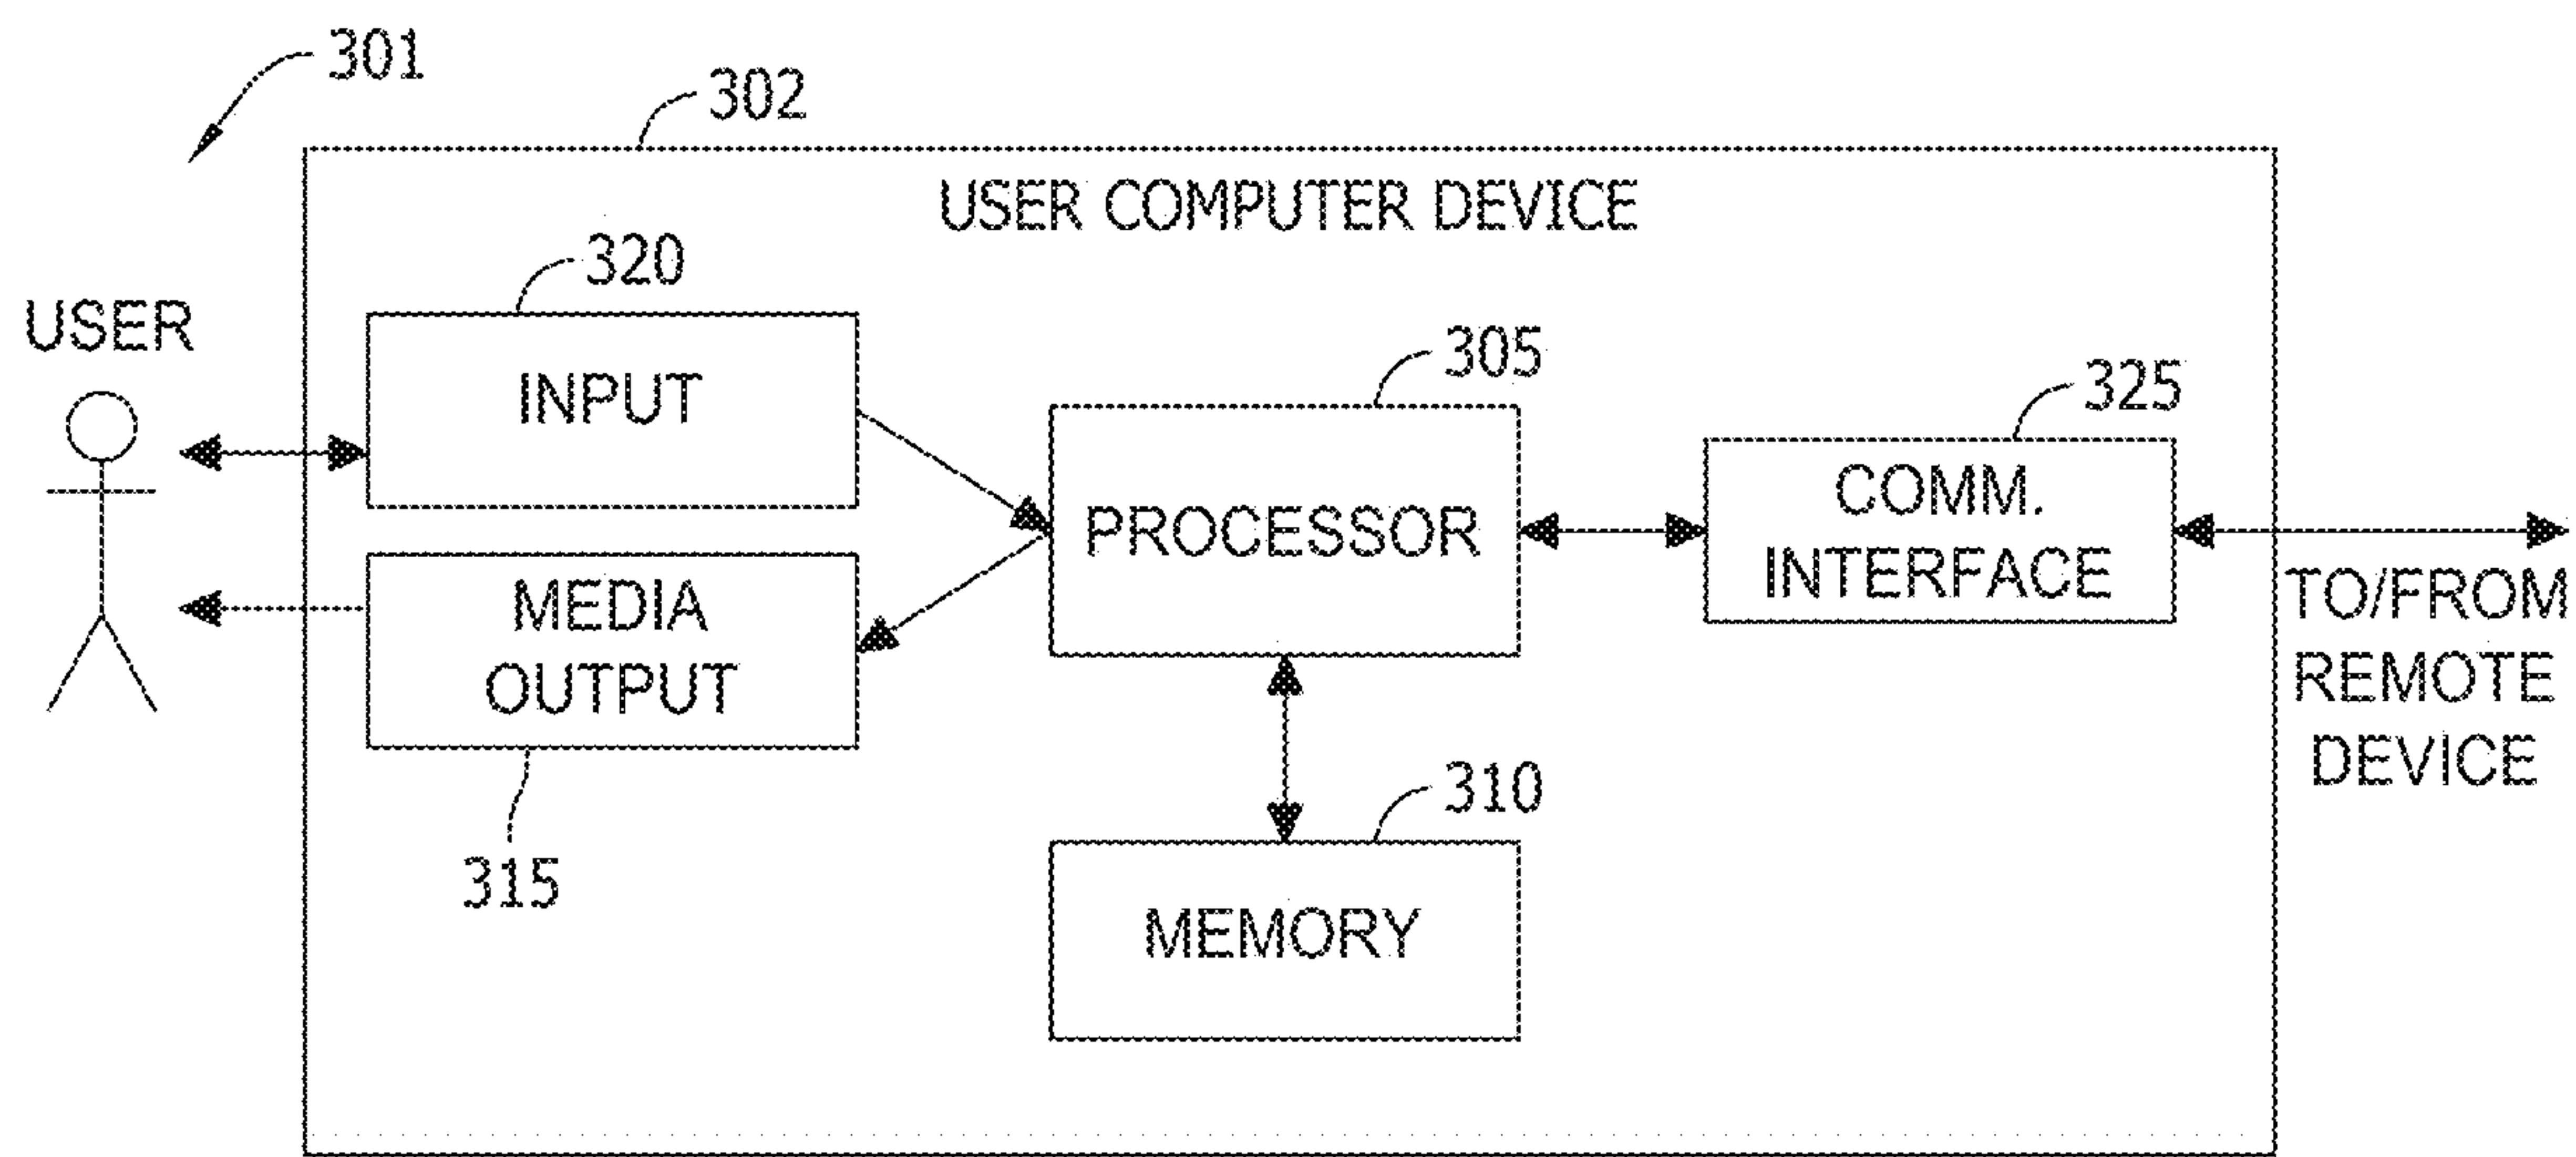 301
302
USER COMPUTER DEVICE
320
USER
INPUT
305
PROCESSOR
325
COMM.
INTERFACE
MEDIA
OUTPUT
315
TO/FROM
REMOTE
DEVICE
310
MEMORY